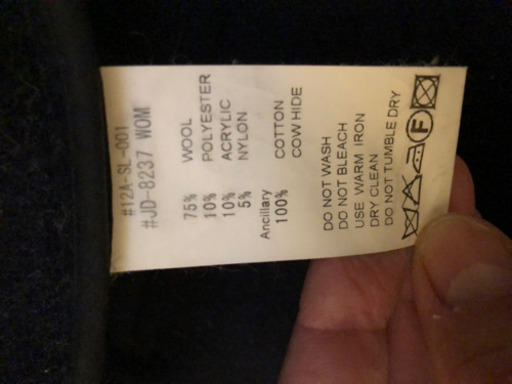 #12A-SL-001
#JD-8237 WOM
75% WOOL
10% POLYESTER
10% ACRYLIC
5% NYLON
Ancillary
100% COTTON
COW HIDE
DO NOT WASH
DO NOT BLEACH
USE WARM IRON
DRY CLEAN
DO NOT TUMBLE DRY
F